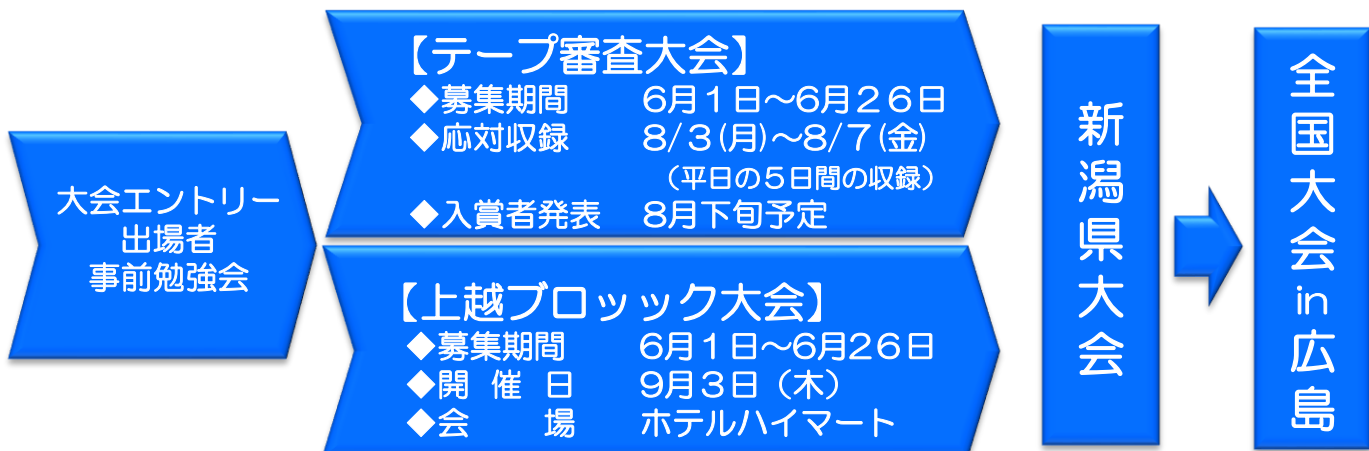 大会エントリー
出場者
事前勉強会
【テープ審査大会】
◆募集期間　　6月1日～6月26日
◆応対収録　　8/3(月)～8/7(金)
（平日の5日間の収録）
◆入賞者発表　8月下旬予定
【上越ブロッック大会】
◆募集期間　　6月1日～6月26日
◆開　催　日　　9月3日（木）
◆会　　　場　　ホテルハイマート
新潟県大会
全国大会in広島